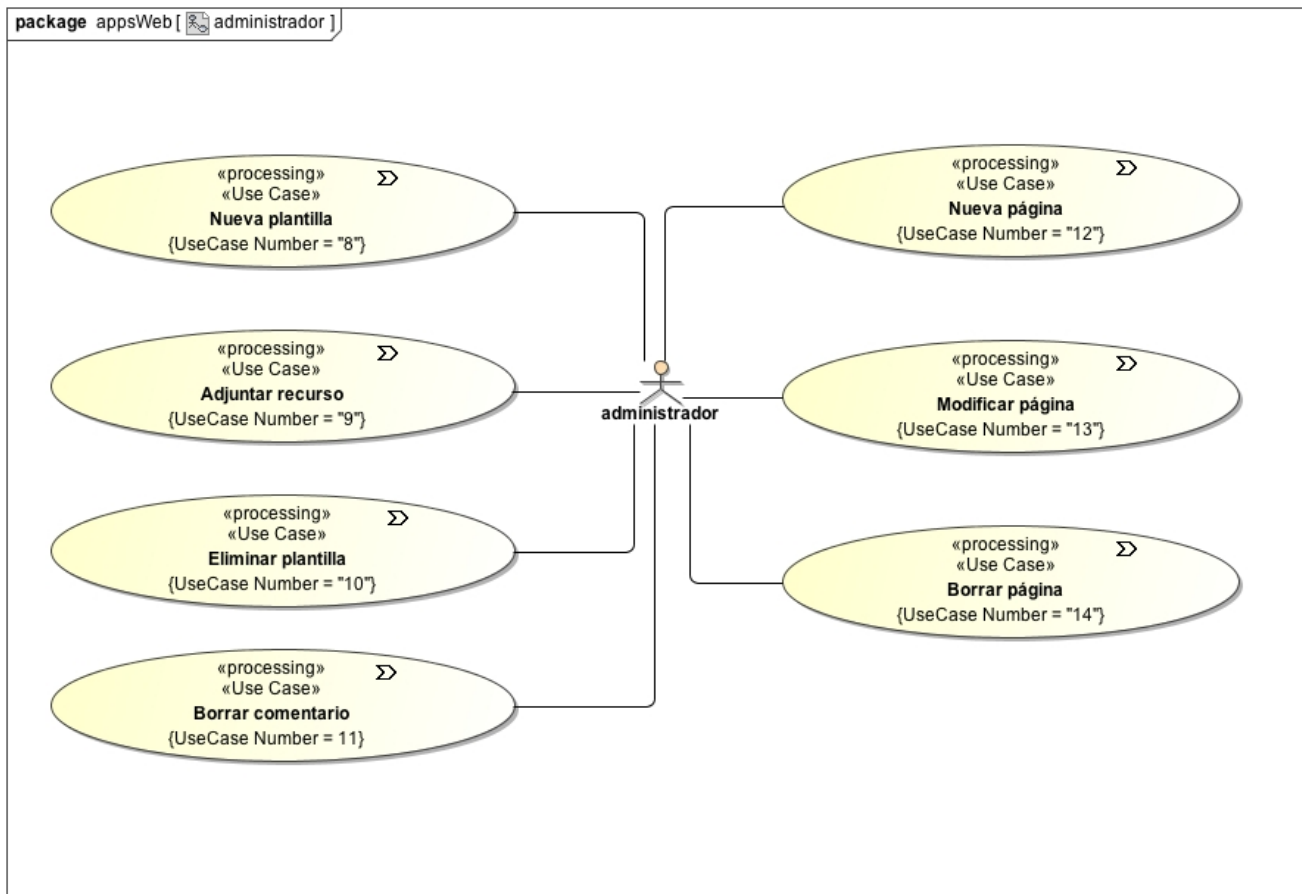 package appsWeb [ administrador ]
«processing»
«Use Case»
Nueva plantilla
{UseCase Number = "8"}
«processing»
«Use Case»
Adjuntar recurso
{UseCase Number = "9"}
«processing»
«Use Case»
Eliminar plantilla
{UseCase Number = "10"}
«processing»
«Use Case»
Borrar comentario
{UseCase Number = 11}
administrador
«processing»
«Use Case»
Nueva página
{UseCase Number = "12"}
«processing»
«Use Case»
Modificar página
{UseCase Number = "13"}
«processing»
«Use Case»
Borrar página
{UseCase Number = "14"}